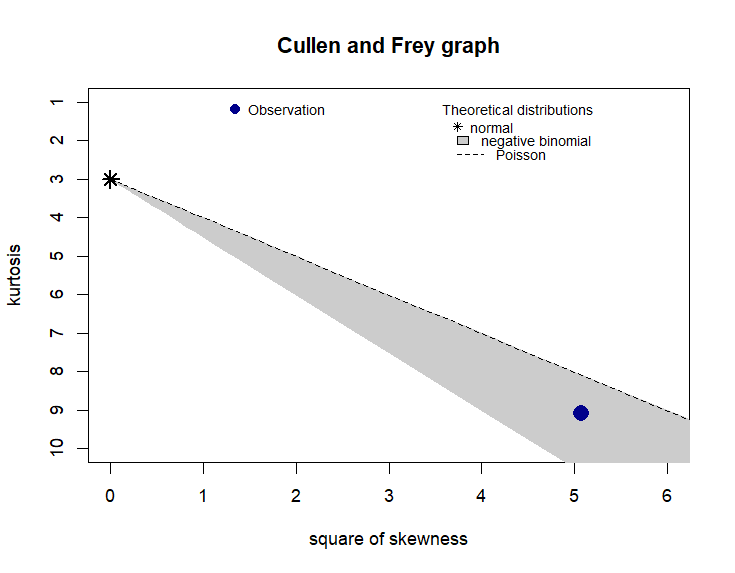 Cullen and Frey graph
Observation
Theoretical distributions
normal
negative binomial
Poisson
kurtosis
1
2
3
4
5
6
7
8
9
10
0 1 2 3 4 5 6
square of skewness